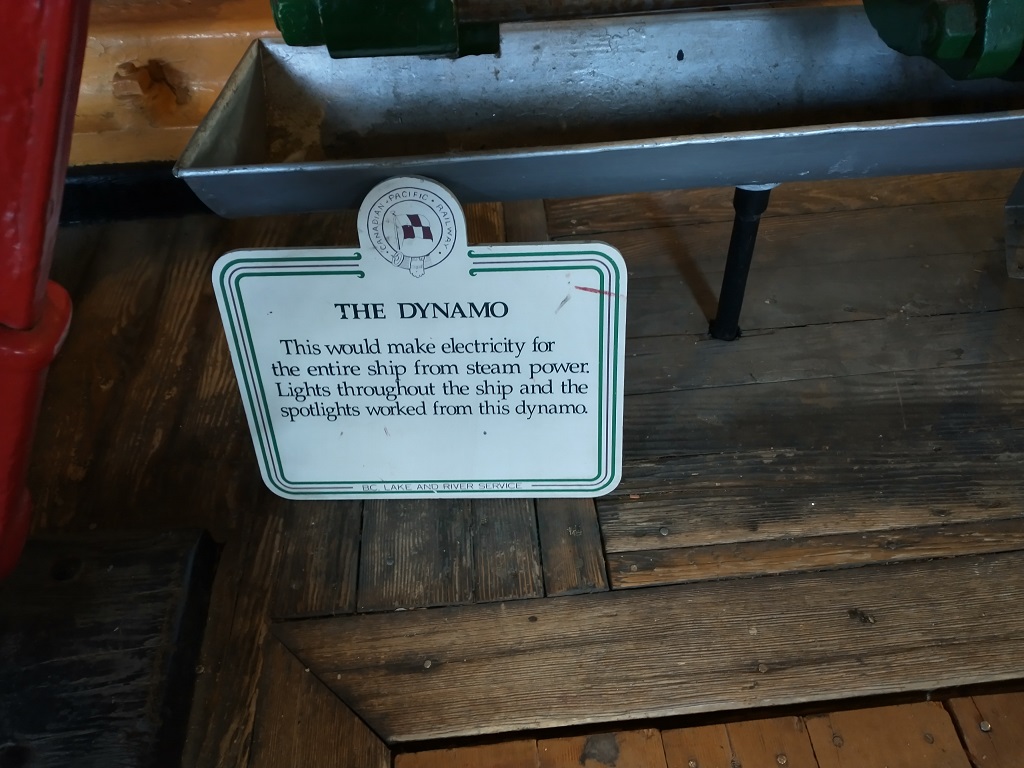 CANADIAN • PACIFIC • RAILWAY •
THE DYNAMO
This would make electricity for
the entire ship from steam power.
Lights throughout the ship and the
spotlights worked from this dynamo.
BC LAKE AND RIVER SERVICE